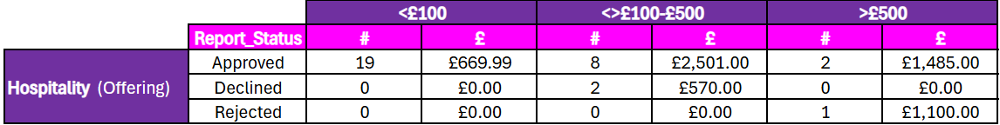 <£100 <>£100-£500 >£500
Report_Status # £ # £ # £
Approved 19 £669.99 8 £2,501.00 2 £1,485.00
Hospitality (Offering) Declined 0 £0.00 2 £570.00 0 £0.00
Rejected 0 £0.00 0 £0.00 1 £1,100.00